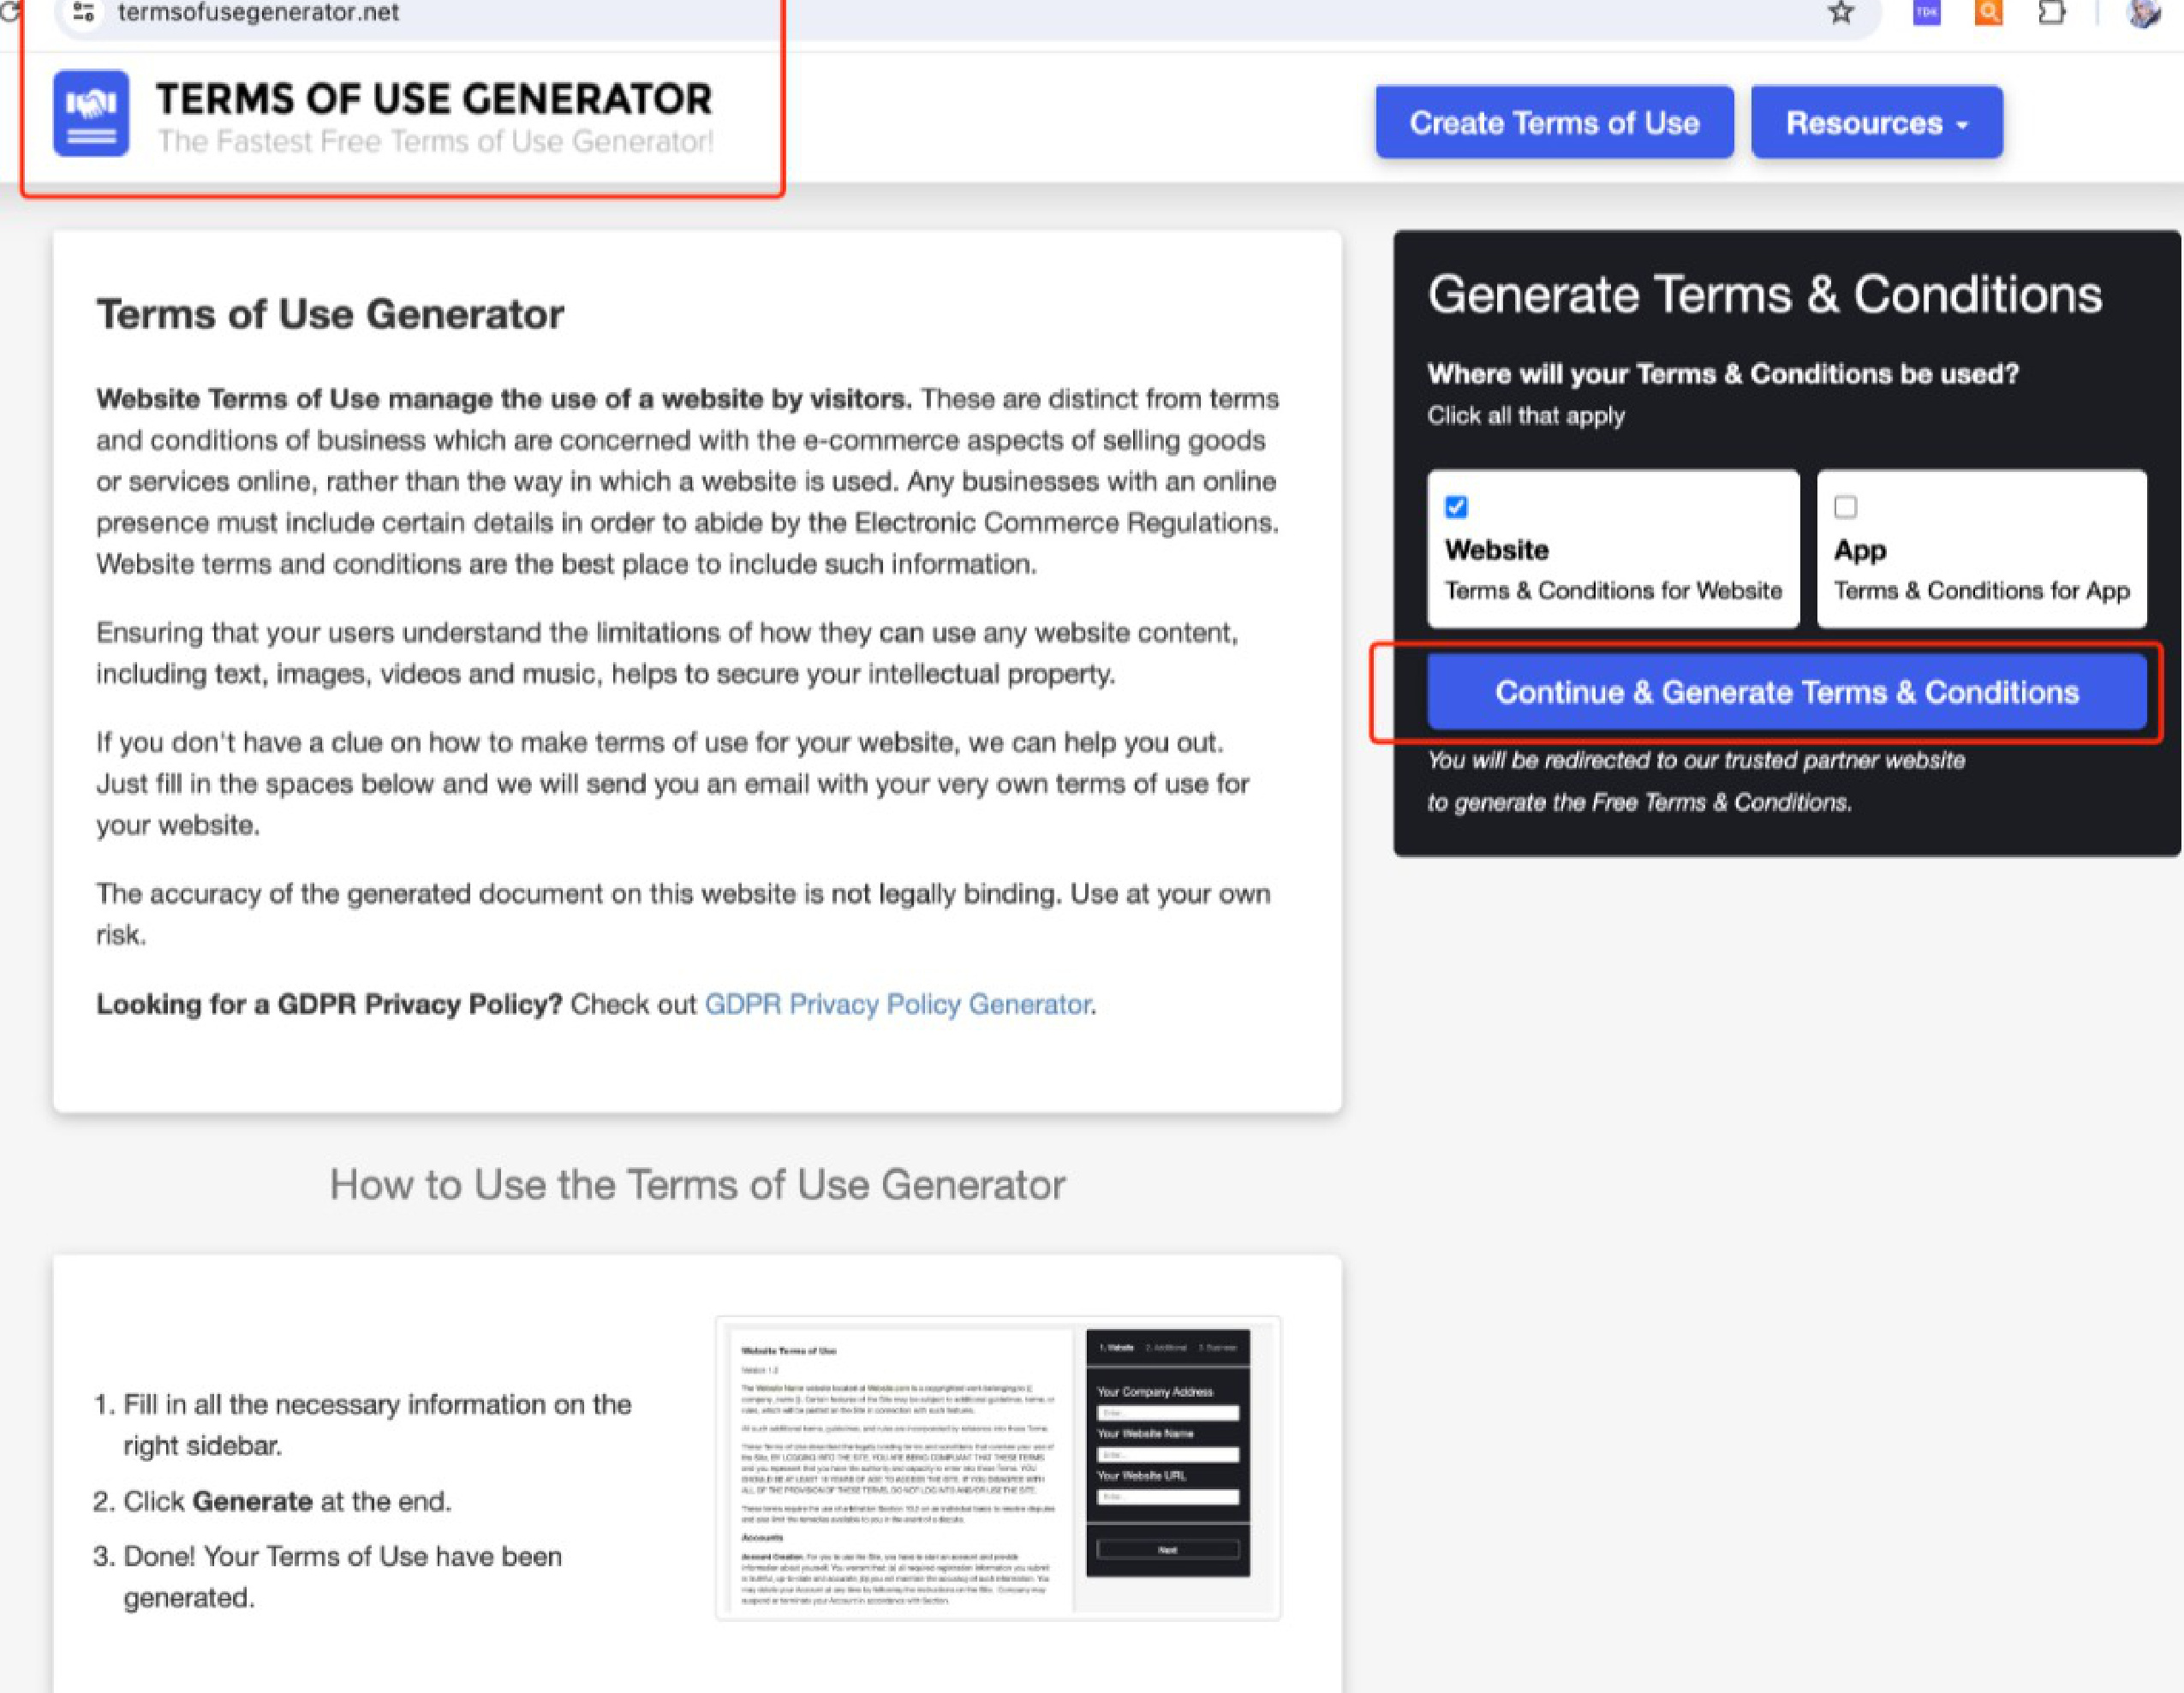 termsofusegenerator.net
TDK
TERMS OF USE GENERATOR
The Fastest Free Terms of Use Generator!
Create Terms of Use
Resources
Terms of Use Generator
Website Terms of Use manage the use of a website by visitors. These are distinct from terms
and conditions of business which are concerned with the e-commerce aspects of selling goods
or services online, rather than the way in which a website is used. Any businesses with an online
presence must include certain details in order to abide by the Electronic Commerce Regulations.
Website terms and conditions are the best place to include such information.
Ensuring that your users understand the limitations of how they can use any website content,
including text, images, videos and music, helps to secure your intellectual property.
If you don't have a clue on how to make terms of use for your website, we can help you out.
Just fill in the spaces below and we will send you an email with your very own terms of use for
your website.
The accuracy of the generated document on this website is not legally binding. Use at your own
risk.
Looking for a GDPR Privacy Policy? Check out GDPR Privacy Policy Generator.
Generate Terms & Conditions
Where will your Terms & Conditions be used?
Click all that apply
Website
Terms & Conditions for Website
App
Terms & Conditions for App
Continue & Generate Terms & Conditions
You will be redirected to our trusted partner website
to generate the Free Terms & Conditions.
How to Use the Terms of Use Generator
1. Fill in all the necessary information on the
right sidebar.
2. Click Generate at the end.
3. Done! Your Terms of Use have been
generated.
Website Terms of Use
Version 1.0
Accounts
1. Website 2. Additional 3. Business
Your Company Address
Enter...
Your Website Name
Enter...
Your Website URL
Enter...
Next